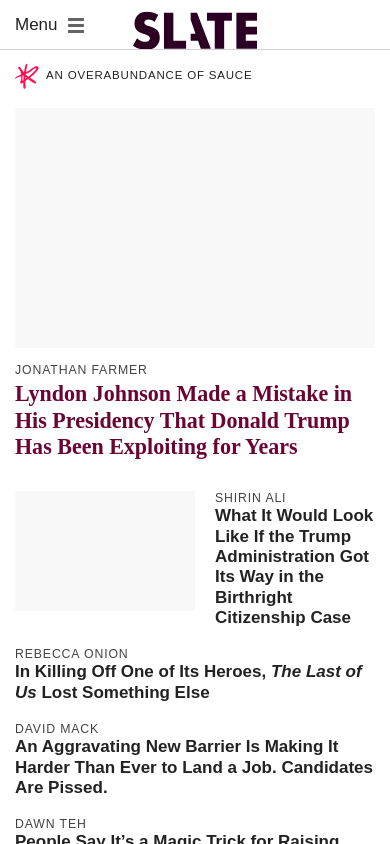 Menu
SLATE
AN OVERABUNDANCE OF SAUCE
JONATHAN FARMER
Lyndon Johnson Made a Mistake in
His Presidency That Donald Trump
Has Been Exploiting for Years
SHIRIN ALI
What It Would Look
Like If the Trump
Administration Got
Its Way in the
Birthright
Citizenship Case
REBECCA ONION
In Killing Off One of Its Heroes, The Last of
Us Lost Something Else
DAVID MACK
An Aggravating New Barrier Is Making It
Harder Than Ever to Land a Job. Candidates
Are Pissed.
DAWN TEH
People Say It’s a Magic Trick for Raising